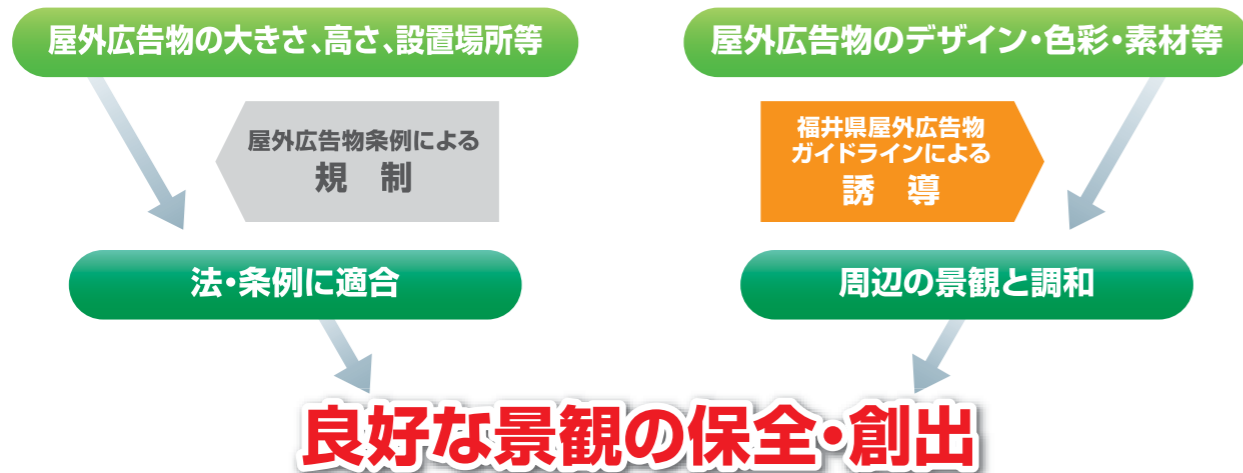 屋外広告物の大きさ、高さ、設置場所等
屋外広告物のデザイン・色彩・素材等
屋外広告物条例による
規　制
福井県屋外広告物
ガイドラインによる
誘　導
法・条例に適合
周辺の景観と調和
良好な景観の保全・創出